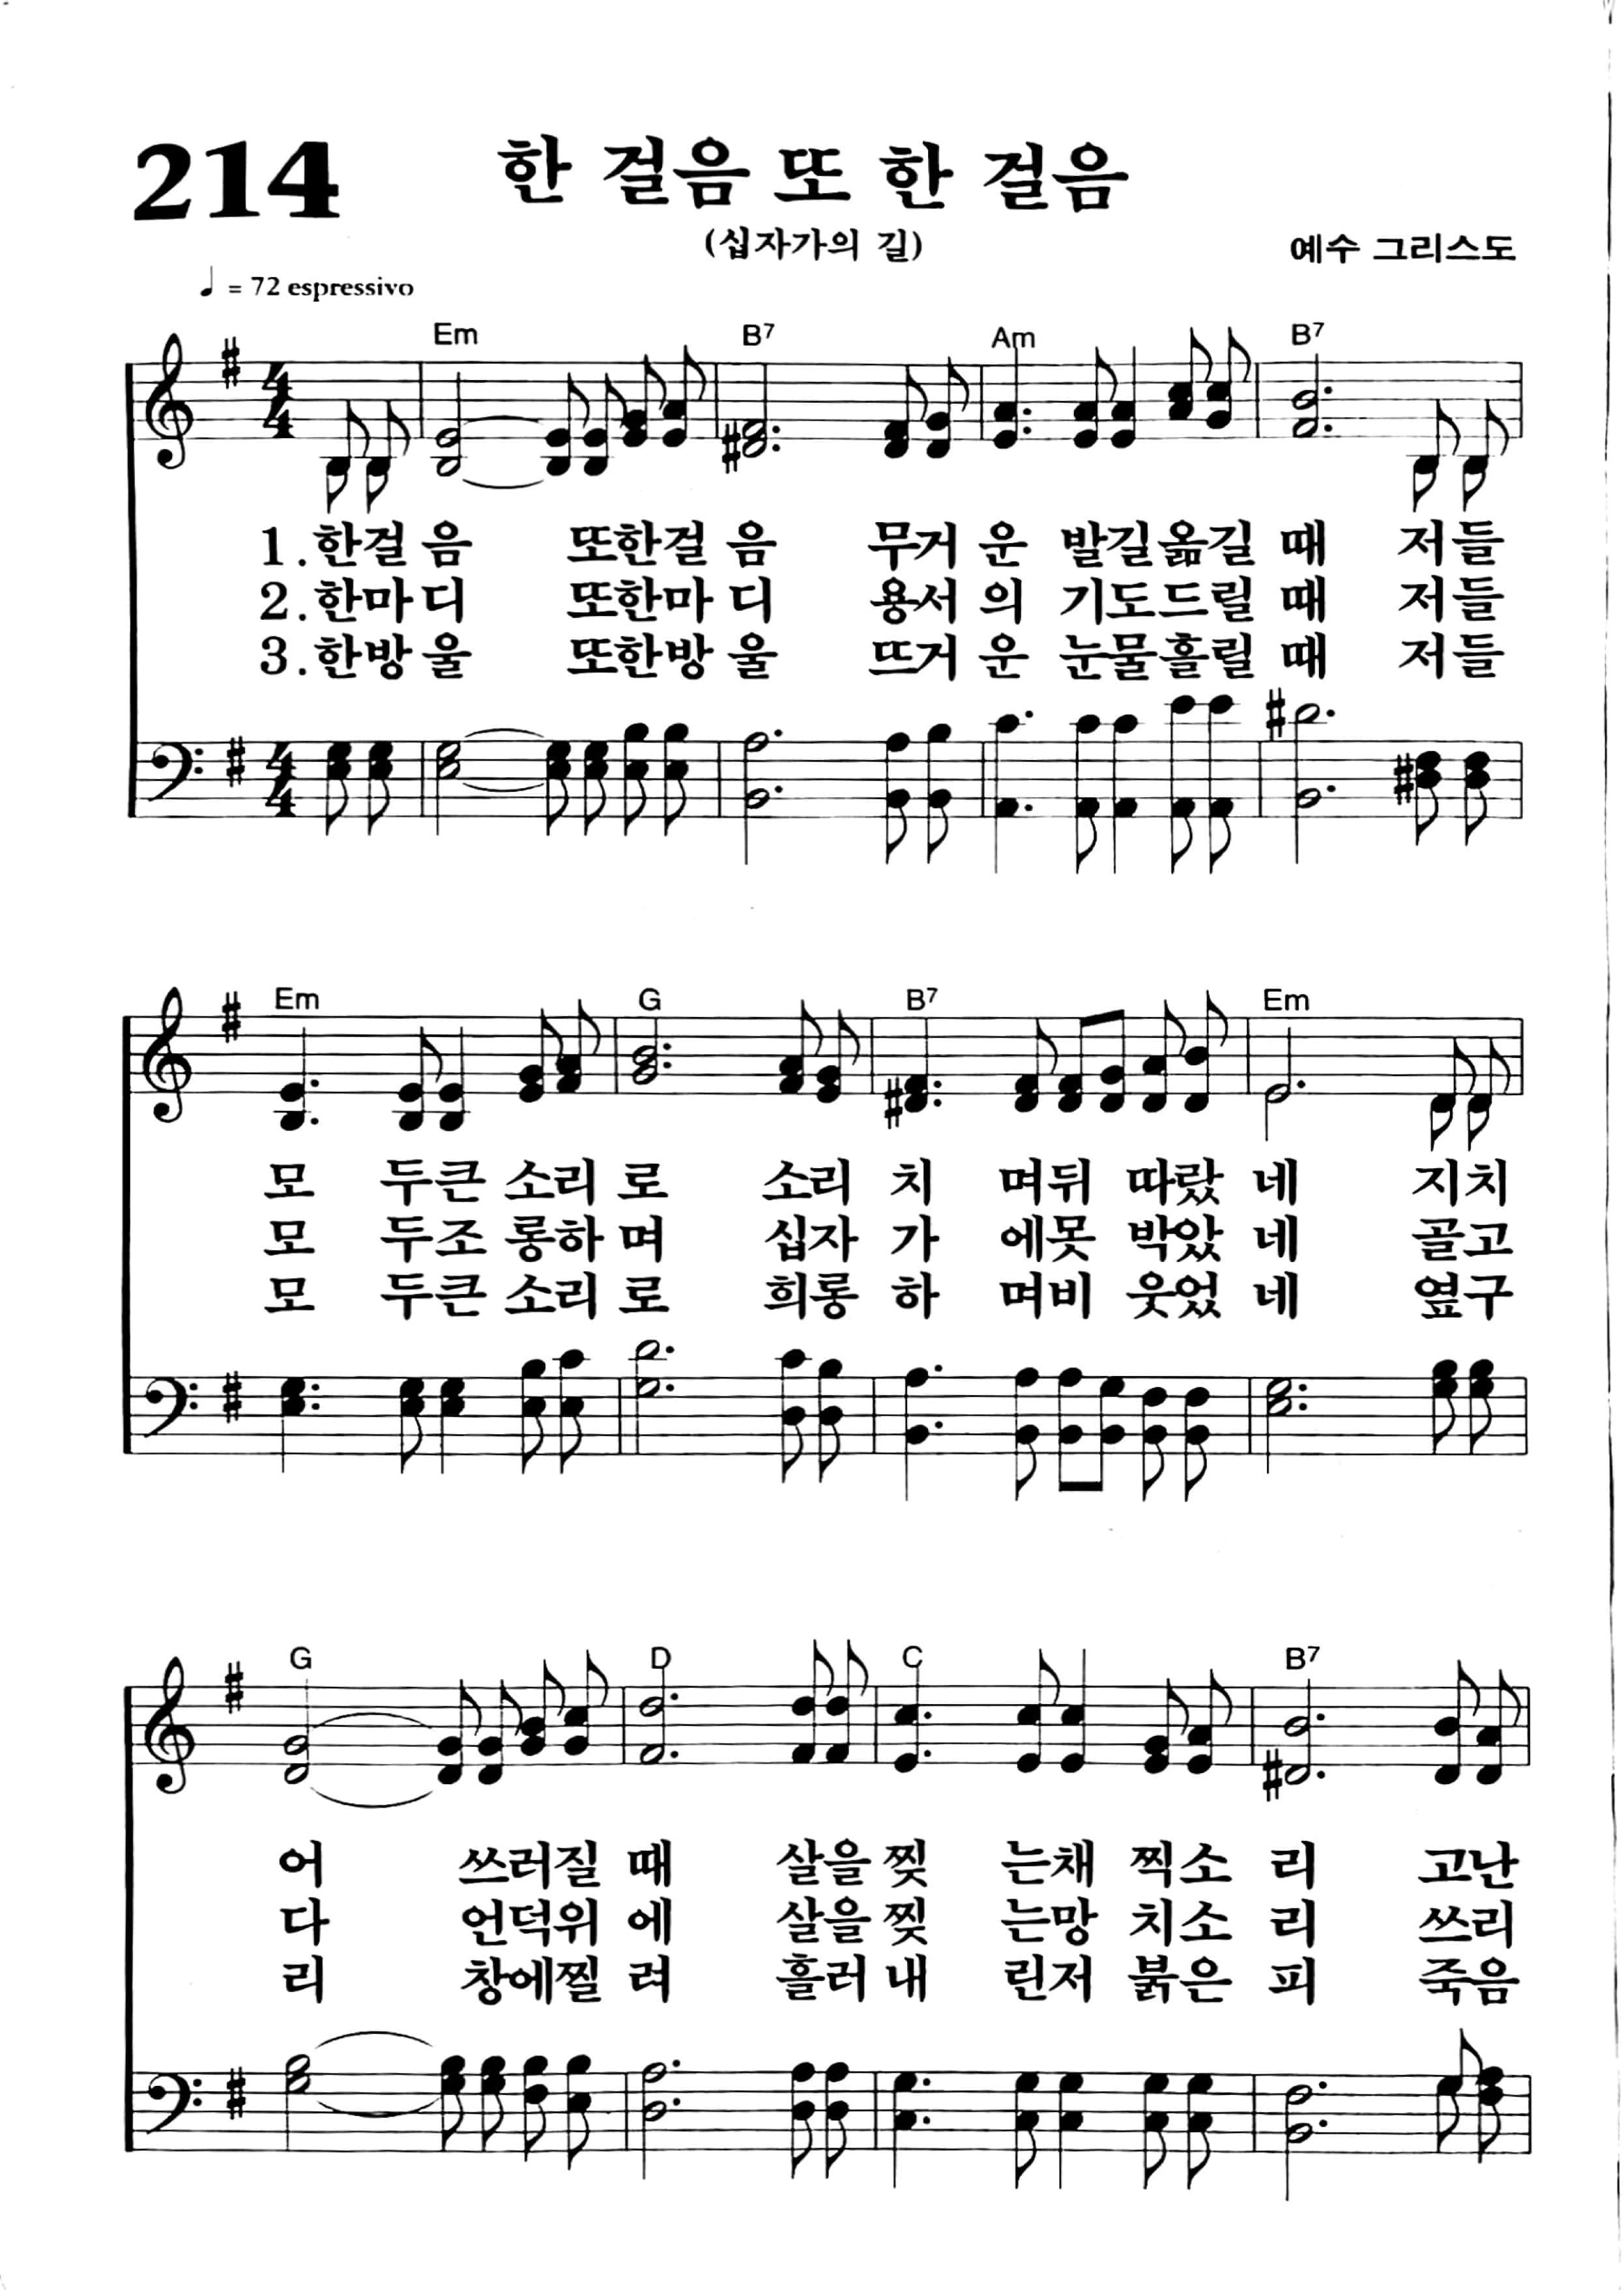 214
한 걸음 또 한 걸음
(십자가의 길)
예수 그리스도
♩ = 72 espressivo
Em B7 Am B7
4 4
1.한걸 음 또한걸 음 무거 운 발길옮길 때 저들
2.한마 디 또한마 디 용서 의 기도드릴 때 저들
3.한방 울 또한방 울 뜨거 운 눈물흘릴 때 저들
4 4
Em G B7 Em
모 두큰 소리 로 소리 치 며뒤 따랐 네 지치
모 두조 롱하 며 십자 가 에못 박았 네 골고
모 두큰 소리 로 희롱 하 며비 웃었 네 옆구
G D C B7
어 쓰러질 때 살을 찢 는채 찍소 리 고난
다 언덕위 에 살을 찢 는망 치소 리 쓰리
리 창에찔 려 흘러 내 린저 붉은 피 죽음